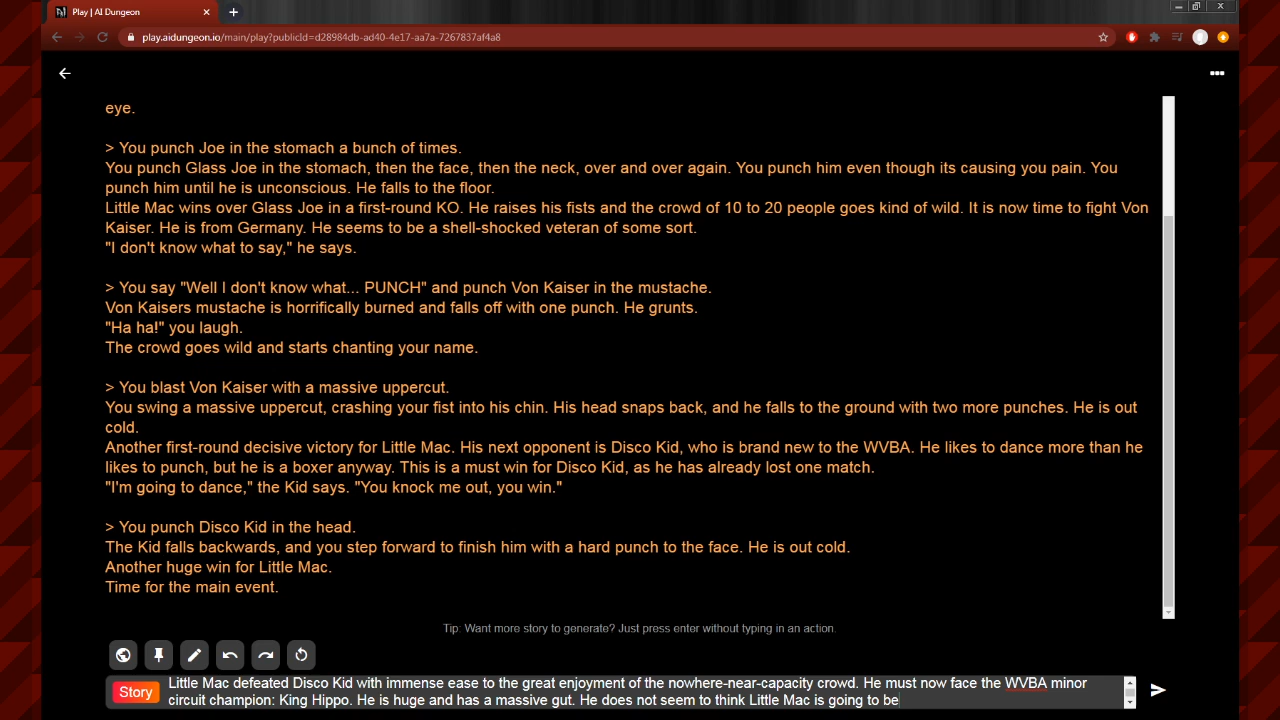 Play | AI Dungeon
play.aidungeon.io/main/play?publicId=d28984db-ad40-4e17-aa7a-7267837af4a8
eye.
> You punch Joe in the stomach a bunch of times.
You punch Glass Joe in the stomach, then the face, then the neck, over and over again. You punch him even though its causing you pain. You
punch him until he is unconscious. He falls to the floor.
Little Mac wins over Glass Joe in a first-round KO. He raises his fists and the crowd of 10 to 20 people goes kind of wild. It is now time to fight Von
Kaiser. He is from Germany. He seems to be a shell-shocked veteran of some sort.
"I don't know what to say," he says.
> You say "Well I don't know what... PUNCH" and punch Von Kaiser in the mustache.
Von Kaisers mustache is horrifically burned and falls off with one punch. He grunts.
"Ha ha!" you laugh.
The crowd goes wild and starts chanting your name.
> You blast Von Kaiser with a massive uppercut.
You swing a massive uppercut, crashing your fist into his chin. His head snaps back, and he falls to the ground with two more punches. He is out
cold.
Another first-round decisive victory for Little Mac. His next opponent is Disco Kid, who is brand new to the WVBA. He likes to dance more than he
likes to punch, but he is a boxer anyway. This is a must win for Disco Kid, as he has already lost one match.
"I'm going to dance," the Kid says. "You knock me out, you win."
> You punch Disco Kid in the head.
The Kid falls backwards, and you step forward to finish him with a hard punch to the face. He is out cold.
Another huge win for Little Mac.
Time for the main event.
Tip: Want more story to generate? Just press enter without typing in an action.
Story
Little Mac defeated Disco Kid with immense ease to the great enjoyment of the nowhere-near-capacity crowd. He must now face the WVBA minor
circuit champion: King Hippo. He is huge and has a massive gut. He does not seem to think Little Mac is going to be